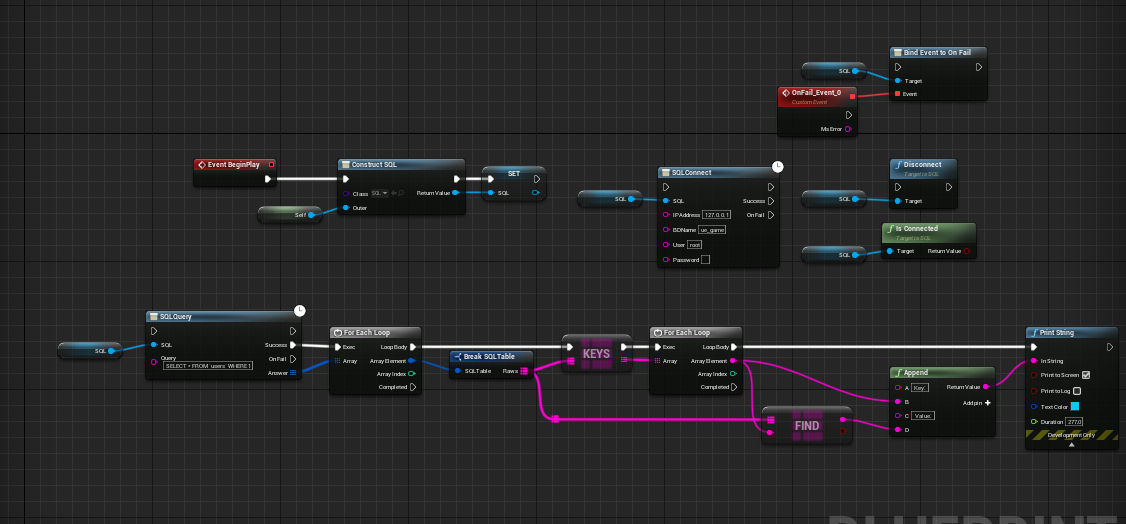 Bind Event to On Fail
SQL
Target
Event
OnFail_Event_0
Custom Event
Ms Error
Event BeginPlay
Construct SQL
Class SQL
Return Value
Outer
Self
SET
SQL
SQL
SQLConnect
SQL
Success
IPAddress 127.0.0.1
OnFail
BDName ue_game
User root
Password
Disconnect
Target is SQL
SQL
Target
Is Connected
Target is SQL
SQL
Target
Return Value
SQLQuery
SQL
SQL
Success
Query
SELECT * FROM `users` WHERE 1
OnFail
Answer
For Each Loop
Exec
Loop Body
Array
Array Element
Array Index
Completed
Break SQLTable
SQLTable
Raws
KEYS
For Each Loop
Exec
Loop Body
Array
Array Element
Array Index
Completed
FIND
Append
A Key:
Return Value
B
Add pin +
C Value:
D
Print String
In String
Print to Screen
Print to Log
Text Color
Duration 277.0
Development Only
BLUEPRINT